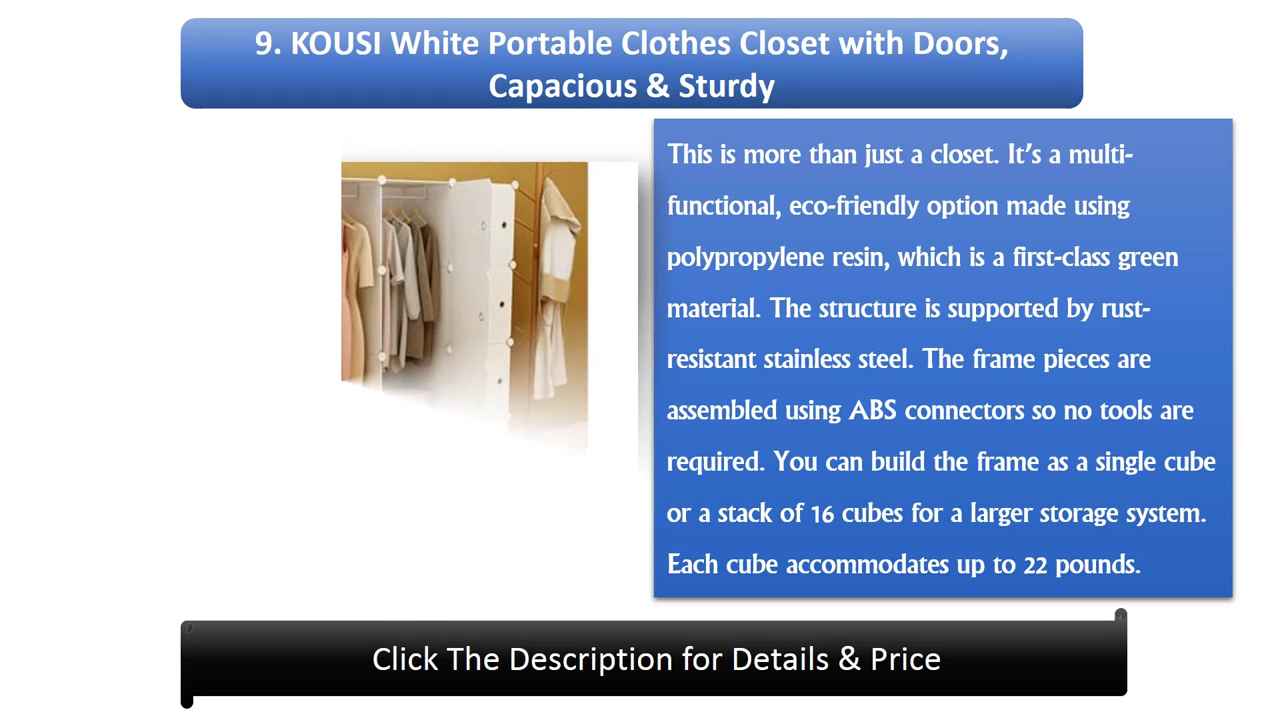 9. KOUSI White Portable Clothes Closet with Doors,
Capacious & Sturdy
This is more than just a closet. It's a multi-
functional, eco-friendly option made using
polypropylene resin, which is a first-class green
material. The structure is supported by rust-
resistant stainless steel. The frame pieces are
assembled using ABS connectors so no tools are
required. You can build the frame as a single cube
or a stack of 16 cubes for a larger storage system.
Each cube accommodates up to 22 pounds.
Click The Description for Details & Price